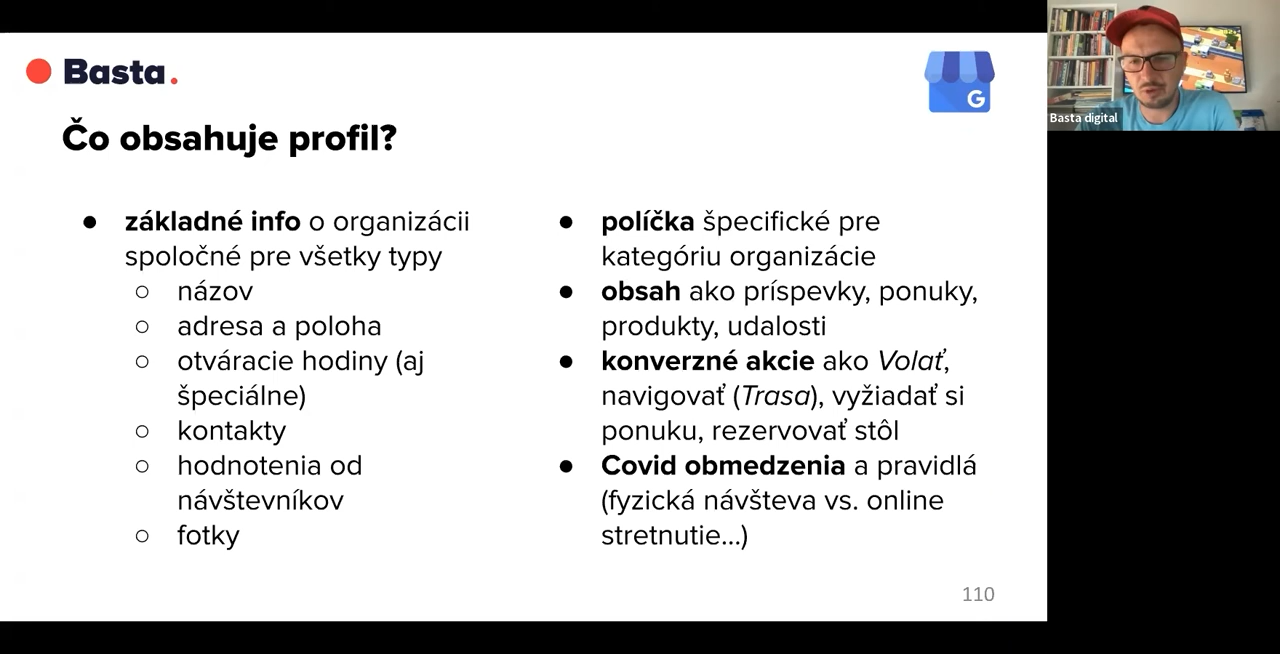 Basta.
G
Čo obsahuje profil?
● základné info o organizácii
spoločné pre všetky typy
○ názov
○ adresa a poloha
○ otváracie hodiny (aj
špeciálne)
○ kontakty
○ hodnotenia od
návštevníkov
○ fotky
● políčka špecifické pre
kategóriu organizácie
● obsah ako príspevky, ponuky,
produkty, udalosti
● konverzné akcie ako Volať,
navigovať (Trasa), vyžiadať si
ponuku, rezervovať stôl
● Covid obmedzenia a pravidlá
(fyzická návšteva vs. online
stretnutie...)
110
Basta digital